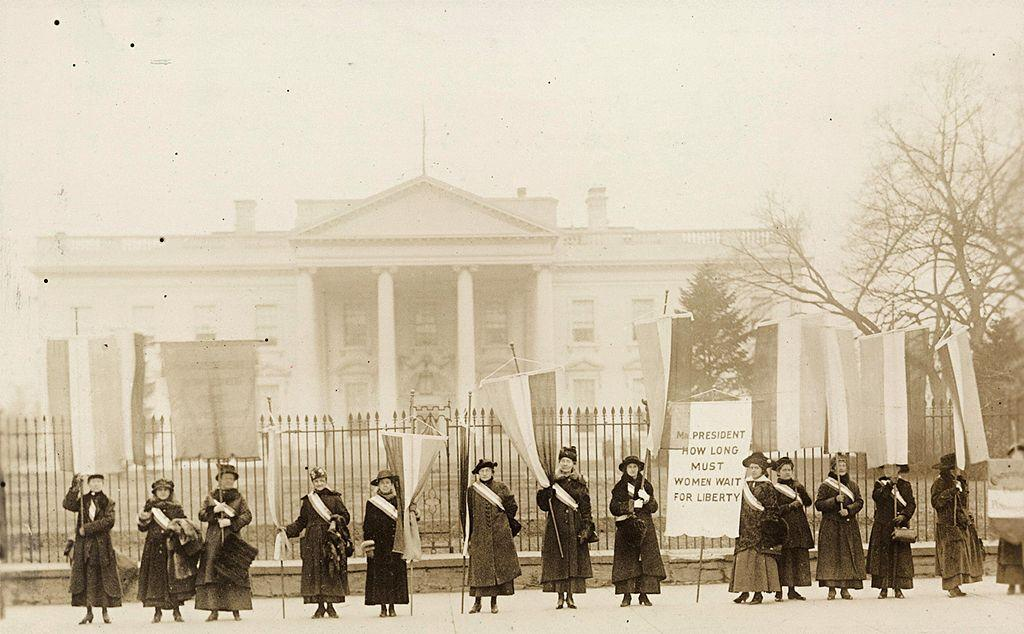 MR. PRESIDENT
HOW LONG
MUST
WOMEN WAIT
FOR LIBERTY